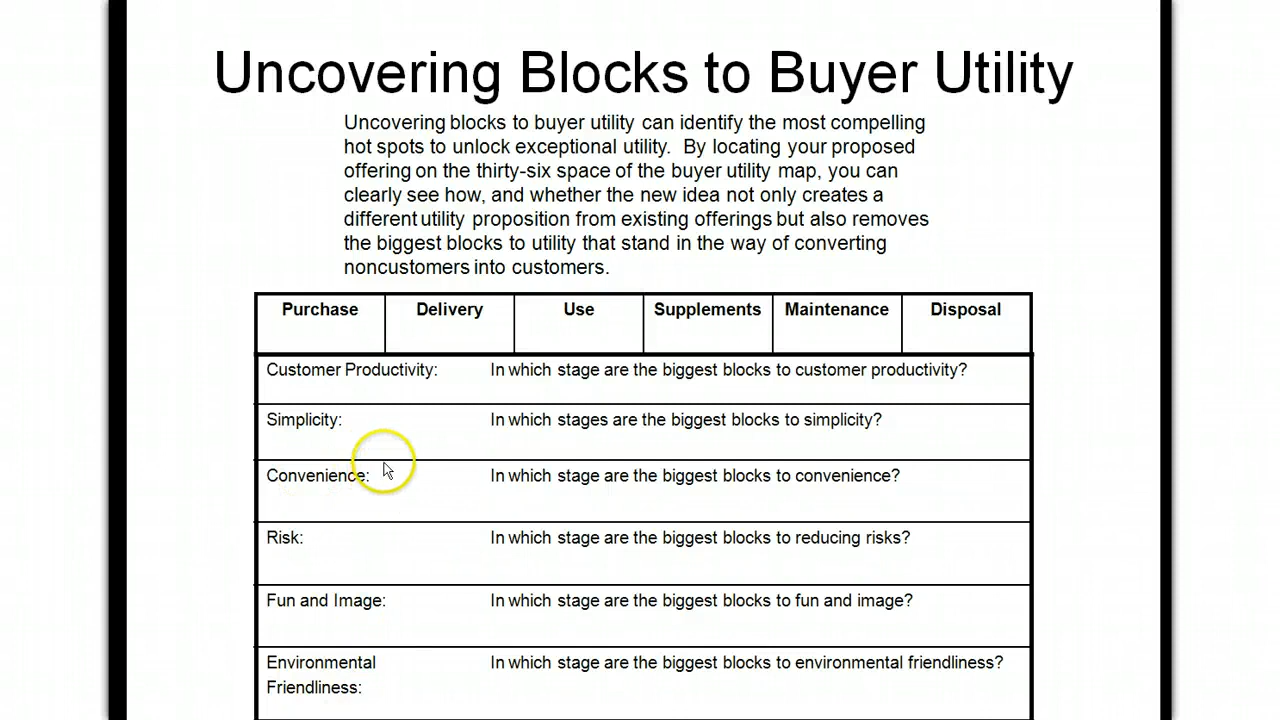 Uncovering Blocks to Buyer Utility
Uncovering blocks to buyer utility can identify the most compelling
hot spots to unlock exceptional utility. By locating your proposed
offering on the thirty-six space of the buyer utility map, you can
clearly see how, and whether the new idea not only creates a
different utility proposition from existing offerings but also removes
the biggest blocks to utility that stand in the way of converting
noncustomers into customers.
Purchase Delivery Use Supplements Maintenance Disposal
Customer Productivity: In which stage are the biggest blocks to customer productivity?
Simplicity: In which stages are the biggest blocks to simplicity?
Convenience: In which stage are the biggest blocks to convenience?
Risk: In which stage are the biggest blocks to reducing risks?
Fun and Image: In which stage are the biggest blocks to fun and image?
Environmental In which stage are the biggest blocks to environmental friendliness?
Friendliness: